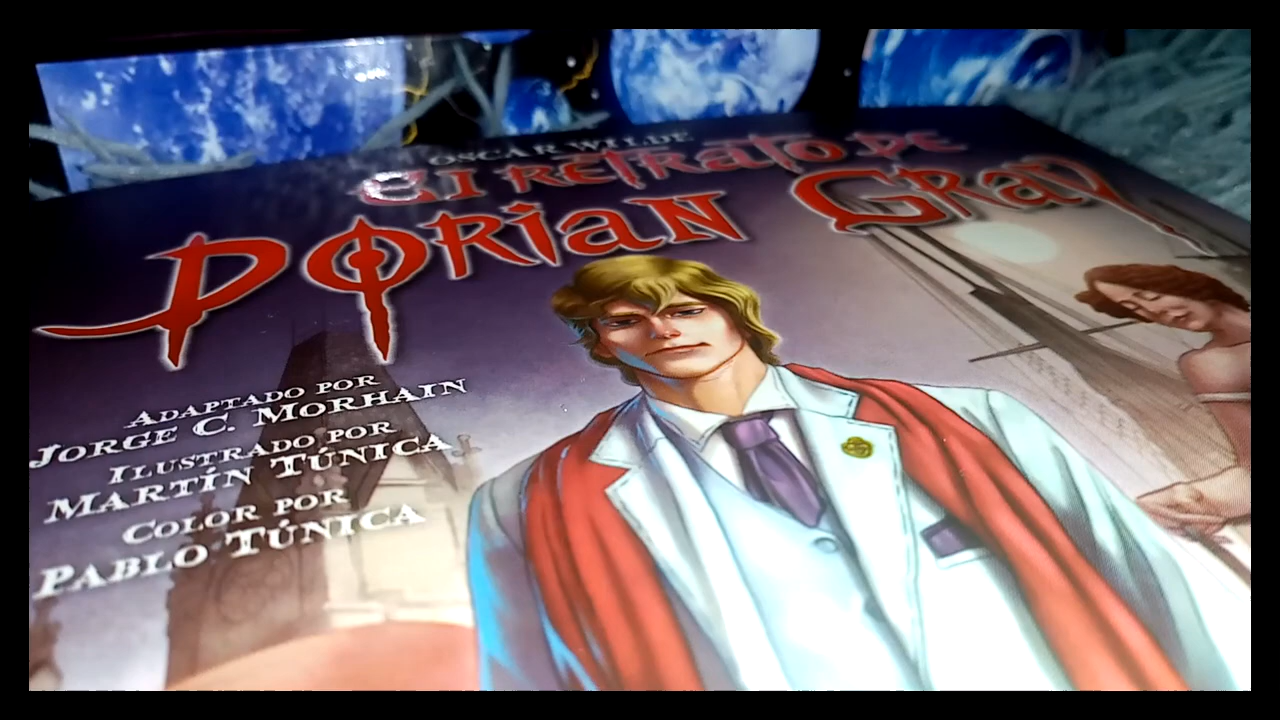 OSCAR WILDE
El RETRATO DE
DORIAN GRAY
ADAPTADO POR
JORGE C. MORHAIN
ILUSTRADO POR
MARTÍN TÚNICA
COLOR POR
PABLO TÚNICA